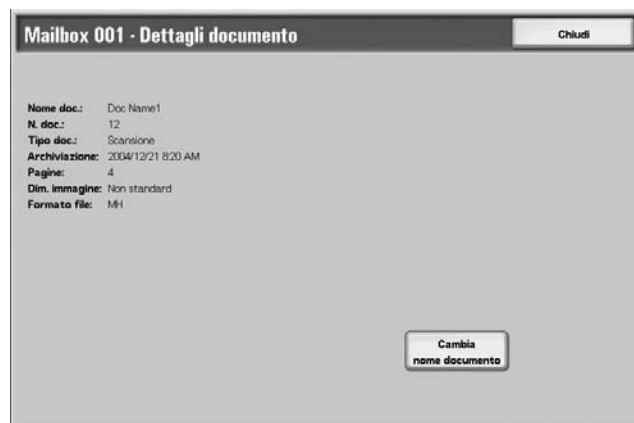 Mailbox 001 - Dettagli documento
Chiudi
Nome doc.: Doc Name1
N. doc.: 12
Tipo doc.: Scansione
Archiviazione: 2004/12/21 8:20 AM
Pagine: 4
Dim. immagine: Non standard
Formato file: MH
Cambia
nome documento